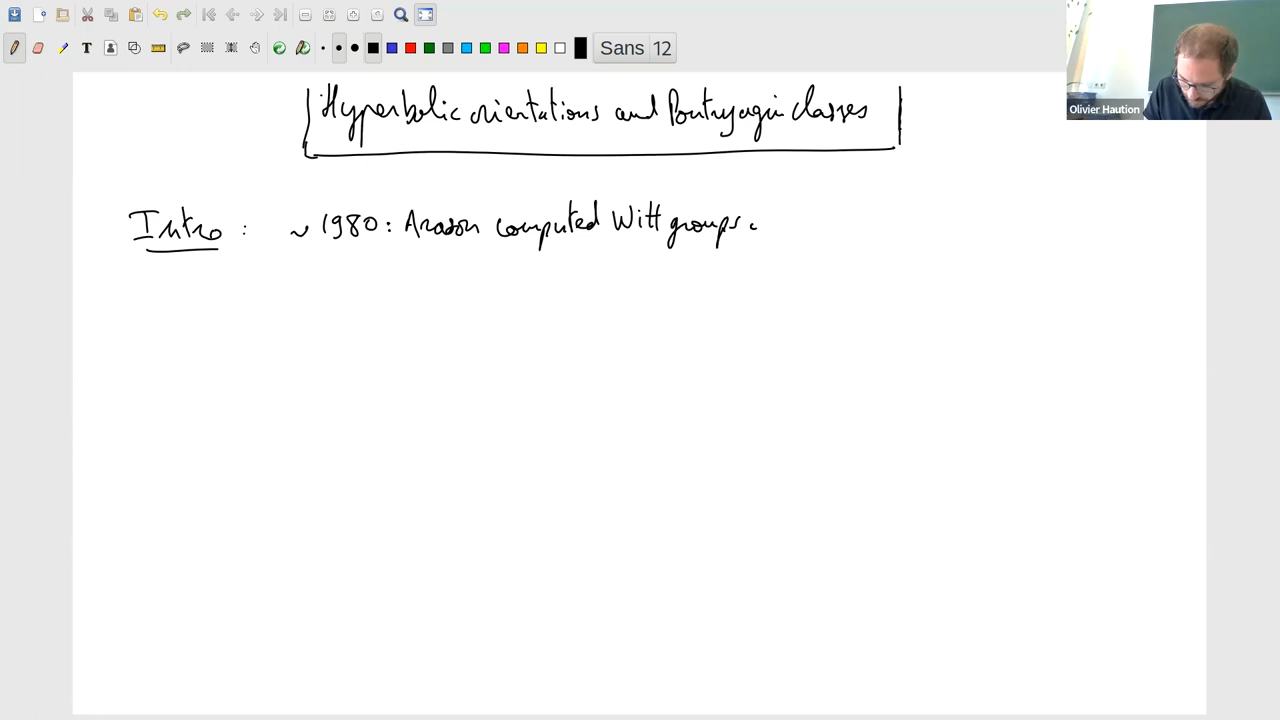 Sans 12
Olivier Haution
Hyperbolic orientations and Pontryagin classes
Intro : ~ 1980: Arason computed Witt groups